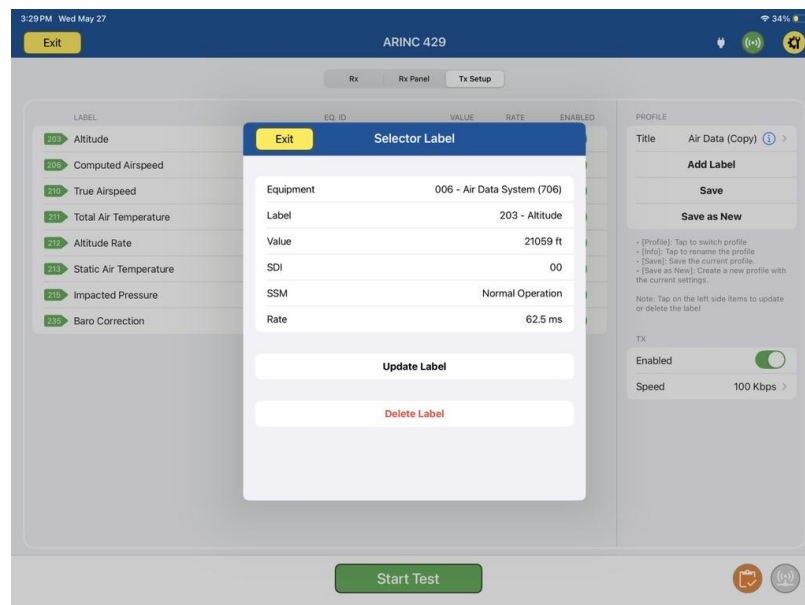 3:29 PM Wed May 27
34%
Exit
ARINC 429
Rx
Rx Panel
Tx Setup
LABEL
EQ. ID
VALUE
RATE
ENABLED
203 Altitude
206 Computed Airspeed
210 True Airspeed
211 Total Air Temperature
212 Altitude Rate
213 Static Air Temperature
215 Impacted Pressure
235 Baro Correction
Exit
Selector Label
Equipment 006 - Air Data System (706)
Label 203 - Altitude
Value 21059 ft
SDI 00
SSM Normal Operation
Rate 62.5 ms
Update Label
Delete Label
PROFILE
Title Air Data (Copy)
Add Label
Save
Save as New
- [Profile]: Tap to switch profile
- [Info]: Tap to rename the profile
- [Save]: Save the current profile.
- [Save as New]: Create a new profile with
the current settings.
Note: Tap on the left side items to update
or delete the label
TX
Enabled
Speed 100 Kbps
Start Test